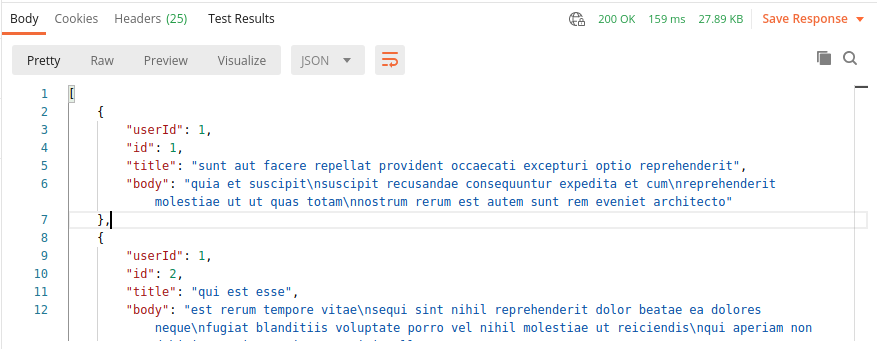 Body Cookies Headers (25) Test Results 200 OK 159 ms 27.89 KB Save Response
Pretty Raw Preview Visualize JSON
1 [
2 {
3 "userId": 1,
4 "id": 1,
5 "title": "sunt aut facere repellat provident occaecati excepturi optio reprehenderit",
6 "body": "quia et suscipit\nsuscipit recusandae consequuntur expedita et cum\nreprehenderit
molestiae ut ut quas totam\nnostrum rerum est autem sunt rem eveniet architecto"
7 },
8 {
9 "userId": 1,
10 "id": 2,
11 "title": "qui est esse",
12 "body": "est rerum tempore vitae\nsequi sint nihil reprehenderit dolor beatae ea dolores
neque\nfugiat blanditiis voluptate porro vel nihil molestiae ut reiciendis\nqui aperiam non